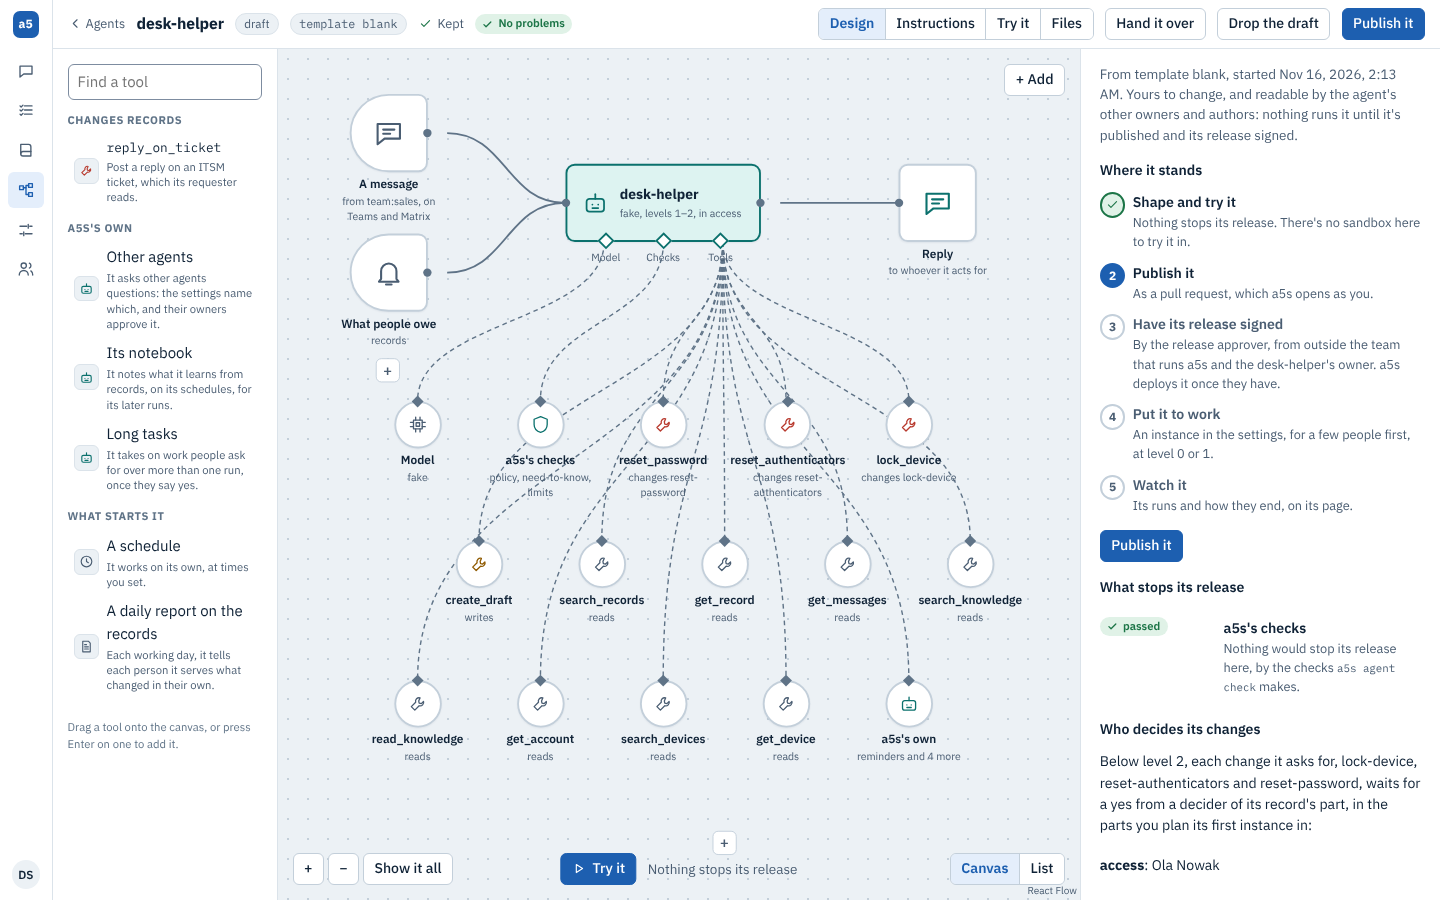 a5
Agents
desk-helper
draft
template blank
Kept
No problems
Design
Instructions
Try it
Files
Hand it over
Drop the draft
Publish it
Find a tool
CHANGES RECORDS
reply_on_ticket
Post a reply on an ITSM
ticket, which its requester
reads.
A5S'S OWN
Other agents
It asks other agents
questions: the settings name
which, and their owners
approve it.
Its notebook
It notes what it learns from
records, on its schedules, for
its later runs.
Long tasks
It takes on work people ask
for over more than one run,
once they say yes.
WHAT STARTS IT
A schedule
It works on its own, at times
you set.
A daily report on the
records
Each working day, it tells
each person it serves what
changed in their own.
Drag a tool onto the canvas, or press
Enter on one to add it.
DS
+ Add
A message
from team:sales, on
Teams and Matrix
What people owe
records
+
desk-helper
fake, levels 1–2, in access
Model
Checks
Tools
Reply
to whoever it acts for
Model
fake
a5s's checks
policy, need-to-know,
limits
reset_password
changes reset-
password
reset_authenticators
changes reset-
authenticators
lock_device
changes lock-device
create_draft
writes
search_records
reads
get_record
reads
get_messages
reads
search_knowledge
reads
read_knowledge
reads
get_account
reads
search_devices
reads
get_device
reads
a5s's own
reminders and 4 more
+
+
−
Show it all
Try it
Nothing stops its release
Canvas
List
React Flow
From template blank, started Nov 16, 2026, 2:13
AM. Yours to change, and readable by the agent's
other owners and authors: nothing runs it until it's
published and its release signed.
Where it stands
Shape and try it
Nothing stops its release. There's no sandbox here
to try it in.
2
Publish it
As a pull request, which a5s opens as you.
3
Have its release signed
By the release approver, from outside the team
that runs a5s and the desk-helper's owner. a5s
deploys it once they have.
4
Put it to work
An instance in the settings, for a few people first,
at level 0 or 1.
5
Watch it
Its runs and how they end, on its page.
Publish it
What stops its release
passed
a5s's checks
Nothing would stop its release
here, by the checks a5s agent
check makes.
Who decides its changes
Below level 2, each change it asks for, lock-device,
reset-authenticators and reset-password, waits for
a yes from a decider of its record's part, in the
parts you plan its first instance in:
access: Ola Nowak